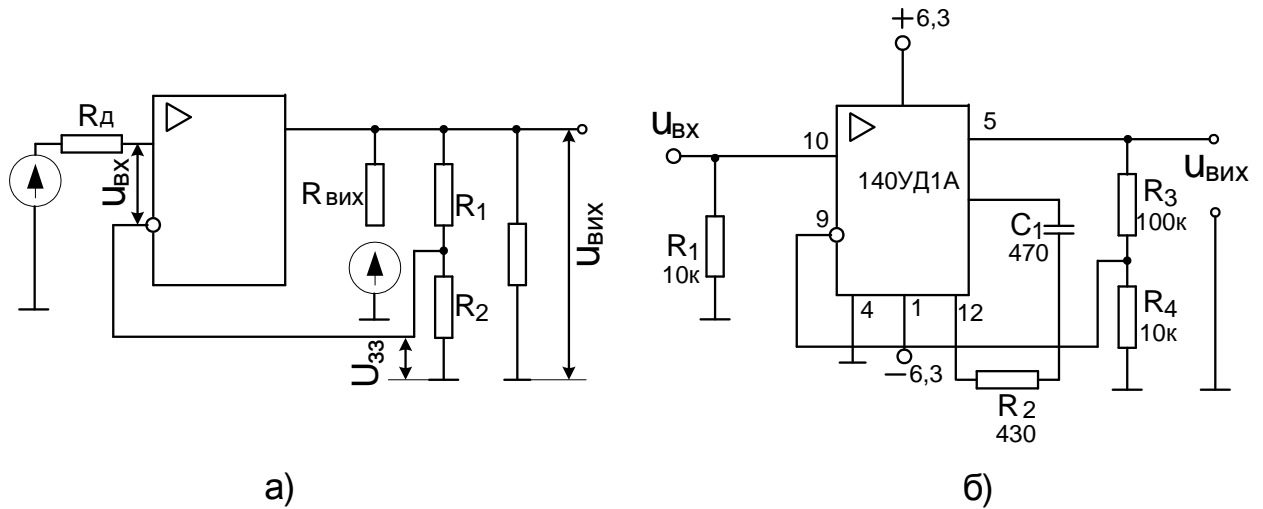 Rд
uвх
Rвих
R1
R2
uвих
Uзз
а)
+6,3
uвх
10
5
140УД1А
9
R1
10к
4
1
12
−6,3
C1
470
R3
100к
R4
10к
uвих
R2
430
б)